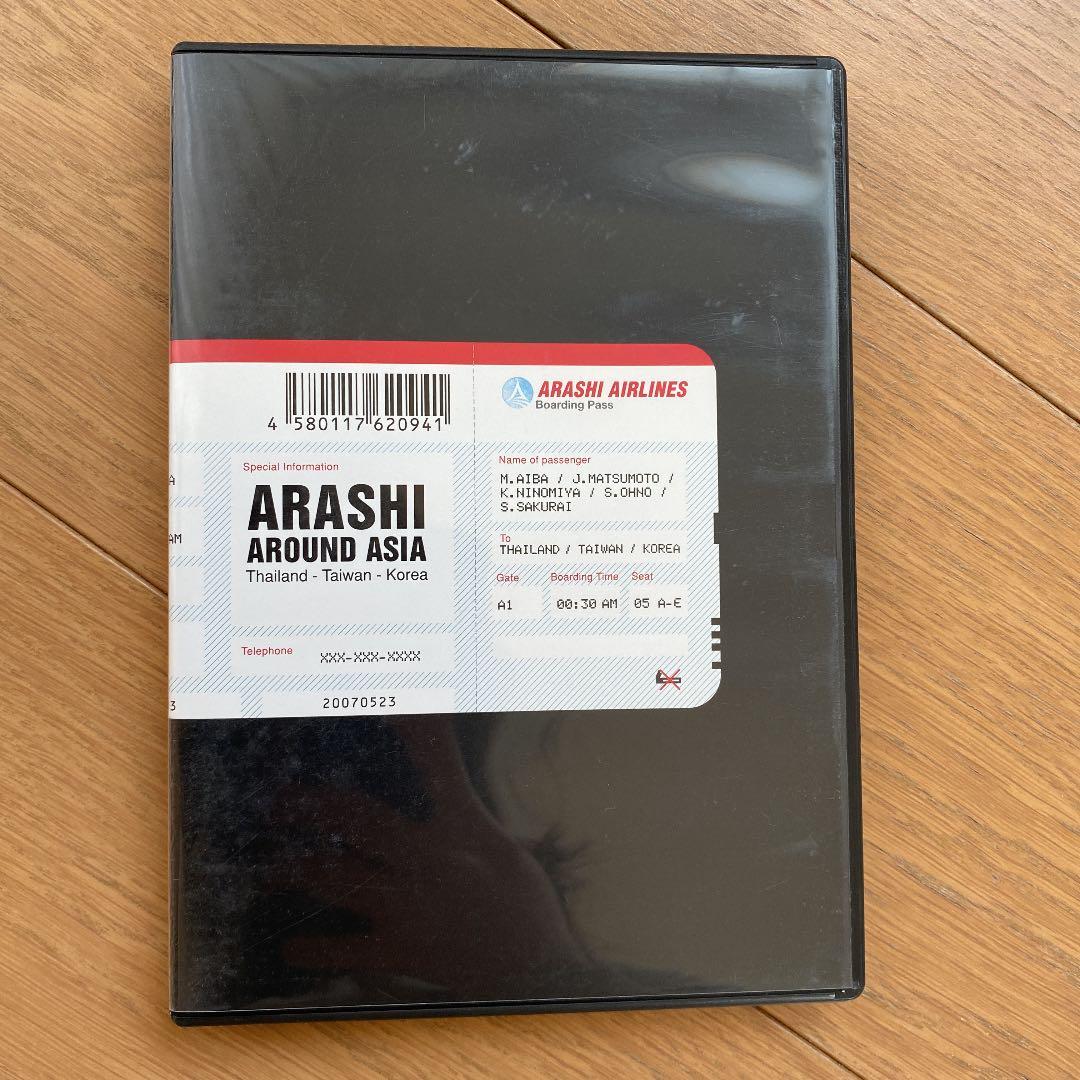 4 580117 620941
ARASHI AIRLINES
Boarding Pass
Special Information
ARASHI
AROUND ASIA
Thailand - Taiwan - Korea
Telephone
XXX-XXX-XXXX
20070523
Name of passenger
M.AIBA / J.MATSUMOTO /
K.NINOMIYA / S.OHNO /
S.SAKURAI
To
THAILAND / TAIWAN / KOREA
Gate Boarding Time Seat
A1 00:30 AM 05 A-E
A
AM
3